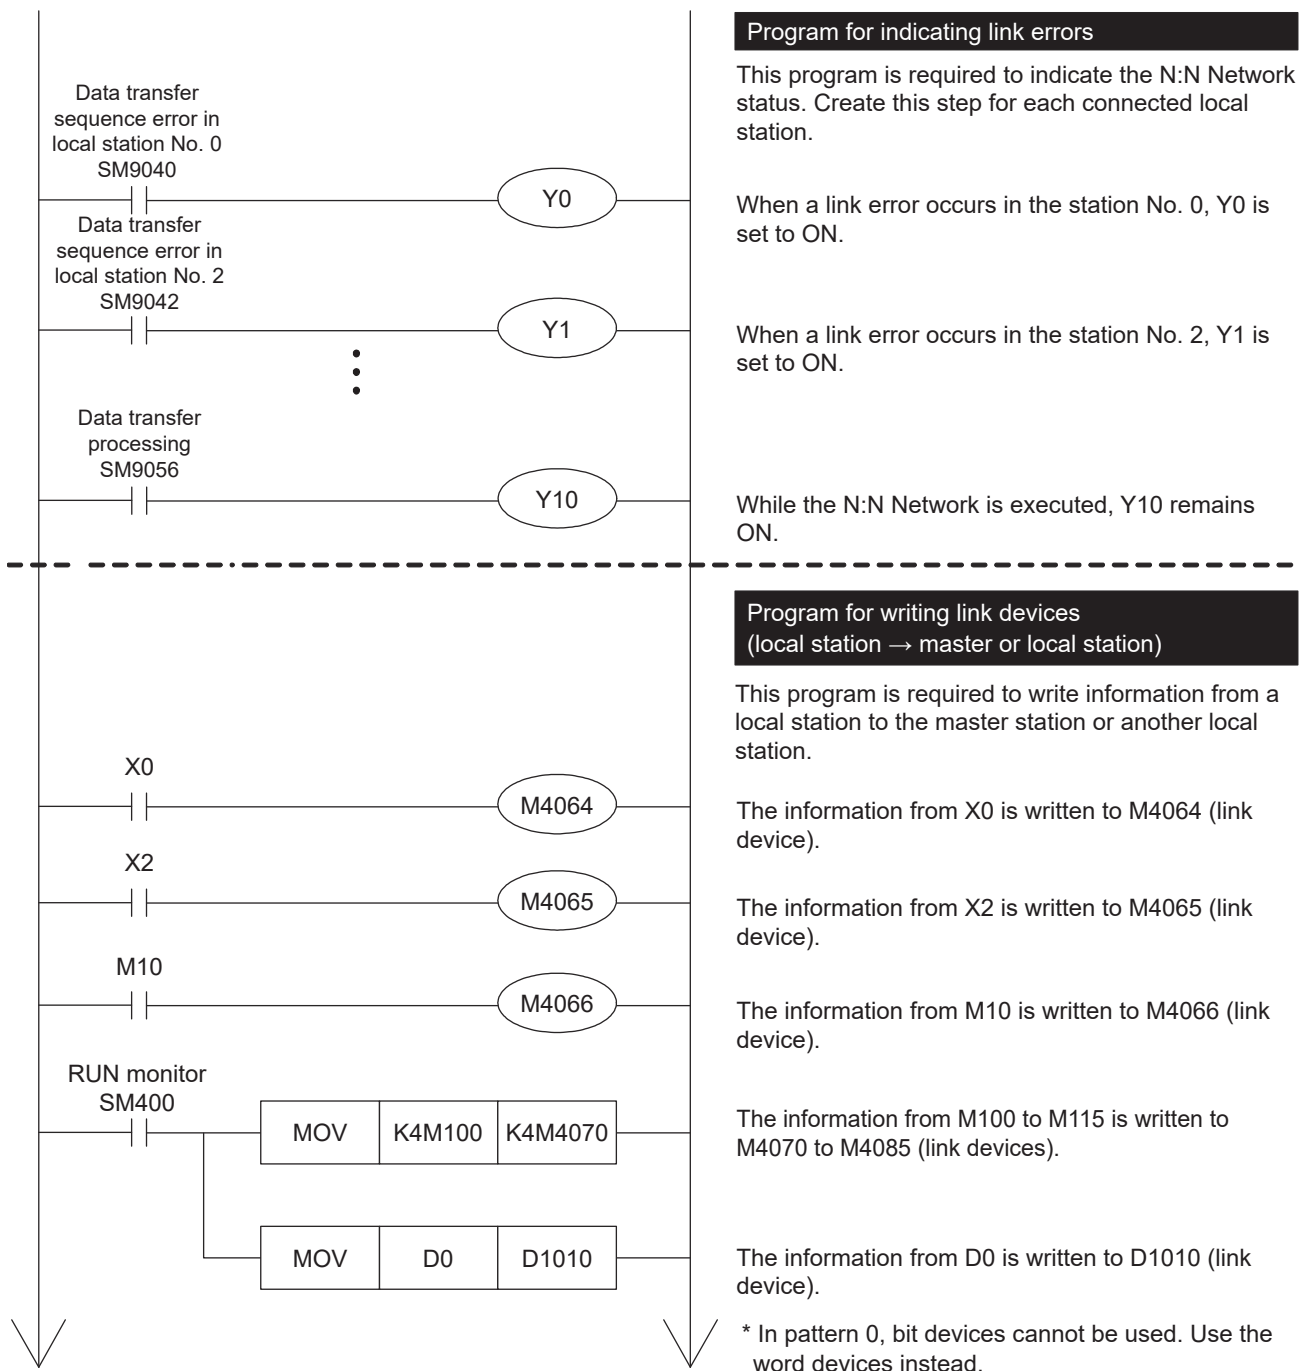 Program for indicating link errors
This program is required to indicate the N:N Network
status. Create this step for each connected local
station.
Data transfer
sequence error in
local station No. 0
SM9040
Y0
When a link error occurs in the station No. 0, Y0 is
set to ON.
Data transfer
sequence error in
local station No. 2
SM9042
Y1
When a link error occurs in the station No. 2, Y1 is
set to ON.
Data transfer
processing
SM9056
Y10
While the N:N Network is executed, Y10 remains
ON.
Program for writing link devices
(local station → master or local station)
This program is required to write information from a
local station to the master station or another local
station.
X0
M4064
The information from X0 is written to M4064 (link
device).
X2
M4065
The information from X2 is written to M4065 (link
device).
M10
M4066
The information from M10 is written to M4066 (link
device).
RUN monitor
SM400
MOV K4M100 K4M4070
The information from M100 to M115 is written to
M4070 to M4085 (link devices).
MOV D0 D1010
The information from D0 is written to D1010 (link
device).
* In pattern 0, bit devices cannot be used. Use the
word devices instead.